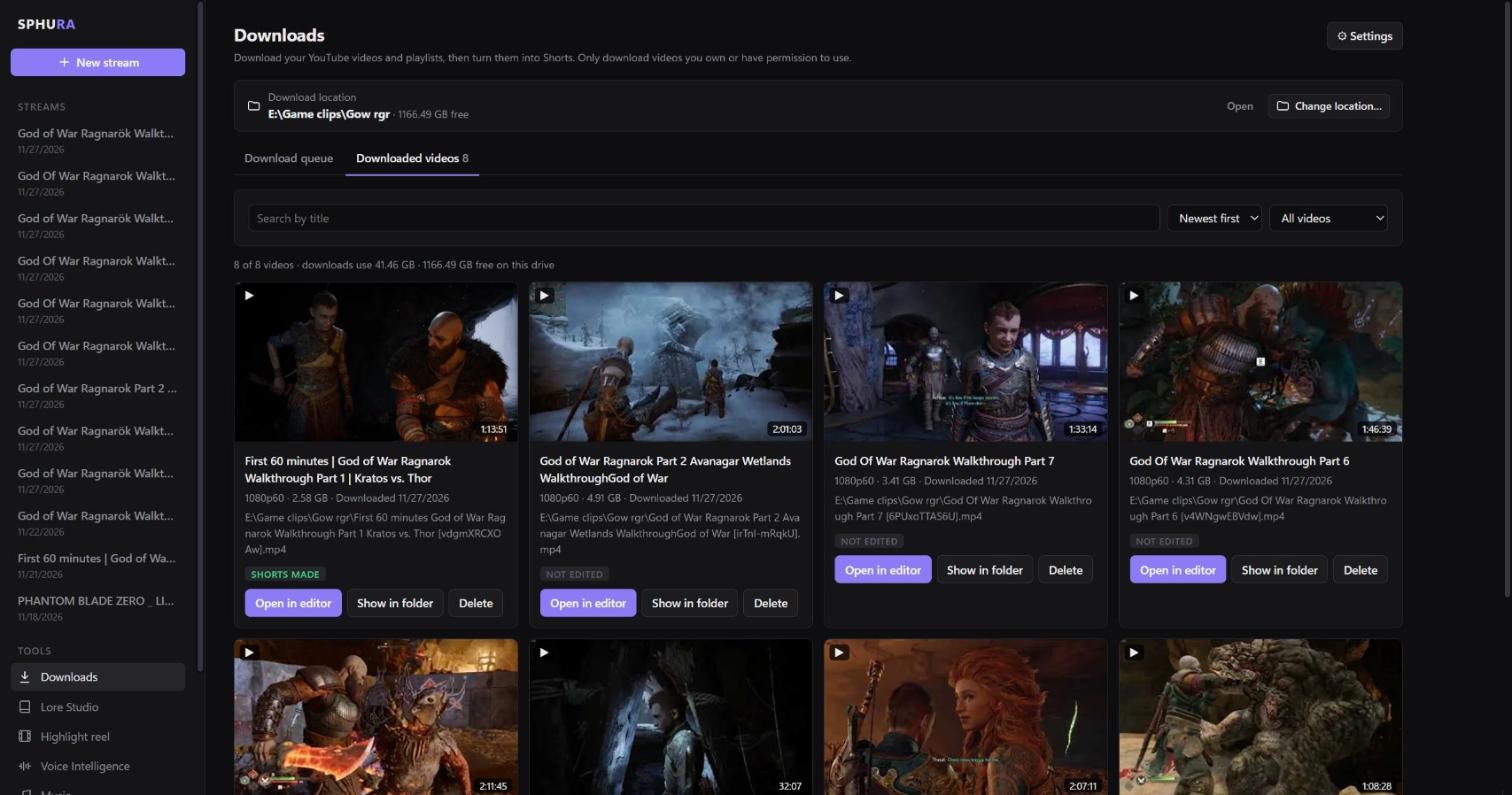 SPHURA
+ New stream
STREAMS
God of War Ragnarök Walkt...
11/27/2026
God Of War Ragnarok Walkt...
11/27/2026
God of War Ragnarök Walkt...
11/27/2026
God Of War Ragnarok Walkt...
11/27/2026
God Of War Ragnarok Walkt...
11/27/2026
God Of War Ragnarok Walkt...
11/27/2026
God of War Ragnarok Part 2 ...
11/27/2026
God of War Ragnarök Walkt...
11/27/2026
God of War Ragnarök Walkt...
11/27/2026
God of War Ragnarok Walkt...
11/22/2026
First 60 minutes | God of Wa...
11/21/2026
PHANTOM BLADE ZERO _ LI...
11/18/2026
TOOLS
Downloads
Lore Studio
Highlight reel
Voice Intelligence
Music
Downloads
Settings
Download your YouTube videos and playlists, then turn them into Shorts. Only download videos you own or have permission to use.
Download location
E:\Game clips\Gow rgr · 1166.49 GB free
Open
Change location...
Download queue
Downloaded videos 8
Search by title
Newest first
All videos
8 of 8 videos · downloads use 41.46 GB · 1166.49 GB free on this drive
1:13:51
First 60 minutes | God of War Ragnarok
Walkthrough Part 1 | Kratos vs. Thor
1080p60 · 2.58 GB · Downloaded 11/27/2026
E:\Game clips\Gow rgr\First 60 minutes God of War Rag
narok Walkthrough Part 1 Kratos vs. Thor [vdgmXRCXO
Aw].mp4
SHORTS MADE
Open in editor
Show in folder
Delete
2:01:03
God of War Ragnarok Part 2 Avanagar Wetlands
WalkthroughGod of War
1080p60 · 4.91 GB · Downloaded 11/27/2026
E:\Game clips\Gow rgr\God of War Ragnarok Part 2 Ava
nagar Wetlands WalkthroughGod of War [irTnI-mRqkU].
mp4
NOT EDITED
Open in editor
Show in folder
Delete
1:33:14
God Of War Ragnarok Walkthrough Part 7
1080p60 · 3.41 GB · Downloaded 11/27/2026
E:\Game clips\Gow rgr\God Of War Ragnarok Walkthro
ugh Part 7 [6PUxoTTAS6U].mp4
NOT EDITED
Open in editor
Show in folder
Delete
1:46:39
God Of War Ragnarok Walkthrough Part 6
1080p60 · 4.31 GB · Downloaded 11/27/2026
E:\Game clips\Gow rgr\God Of War Ragnarok Walkthro
ugh Part 6 [v4WNgwEBVdw].mp4
NOT EDITED
Open in editor
Show in folder
Delete
2:11:45
32:07
2:07:11
1:08:28